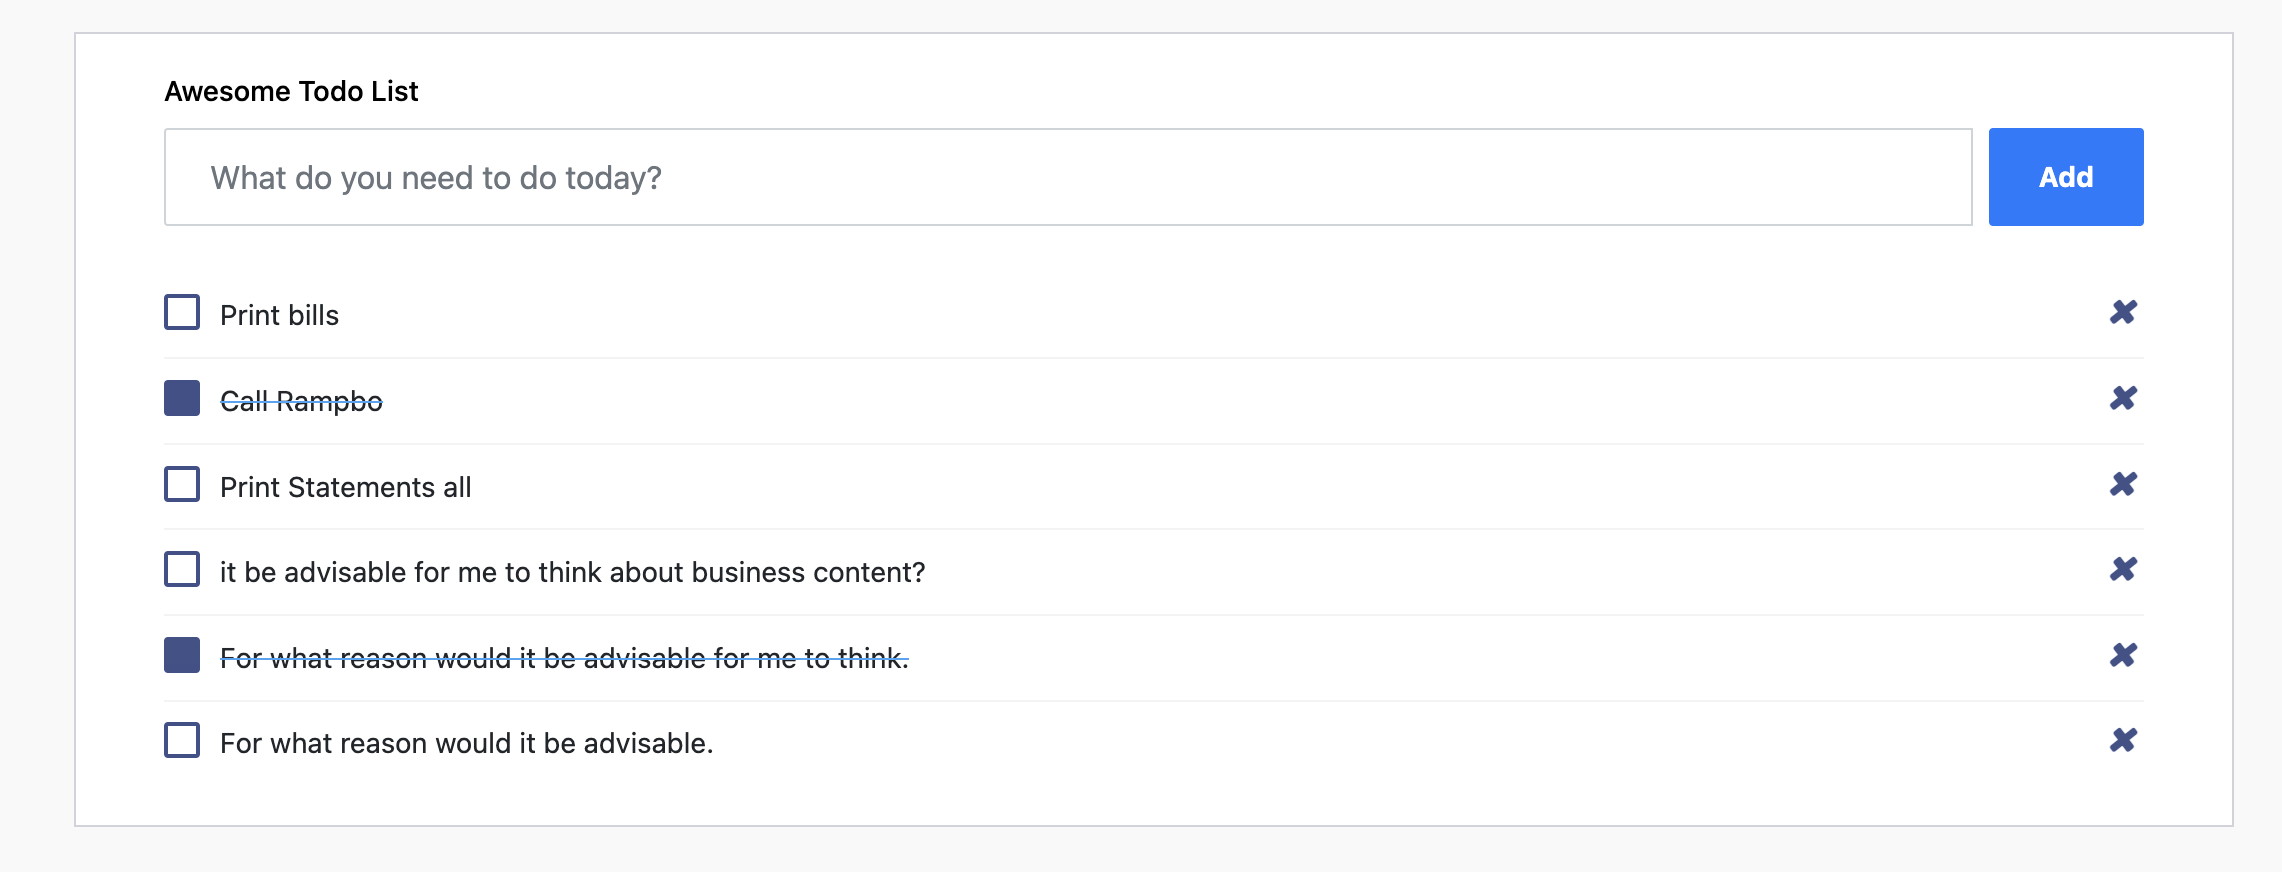 Awesome Todo List
What do you need to do today?
Add
Print bills
Call Rampbo
Print Statements all
it be advisable for me to think about business content?
For what reason would it be advisable for me to think.
For what reason would it be advisable.